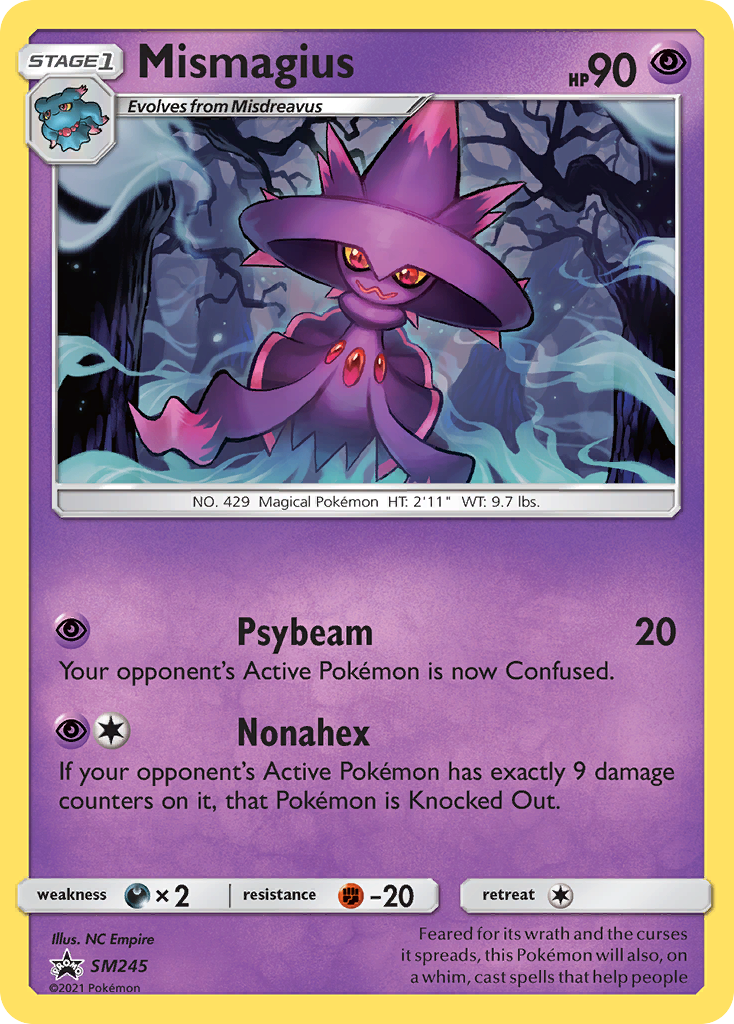 STAGE1
Mismagius
HP90
Evolves from Misdreavus
NO. 429 Magical Pokémon HT: 2'11" WT: 9.7 lbs.
Psybeam 20
Your opponent's Active Pokémon is now Confused.
Nonahex
If your opponent's Active Pokémon has exactly 9 damage
counters on it, that Pokémon is Knocked Out.
weakness ×2 resistance -20 retreat
Illus. NC Empire
PROMO SM245
©2021 Pokémon
Feared for its wrath and the curses
it spreads, this Pokémon will also, on
a whim, cast spells that help people